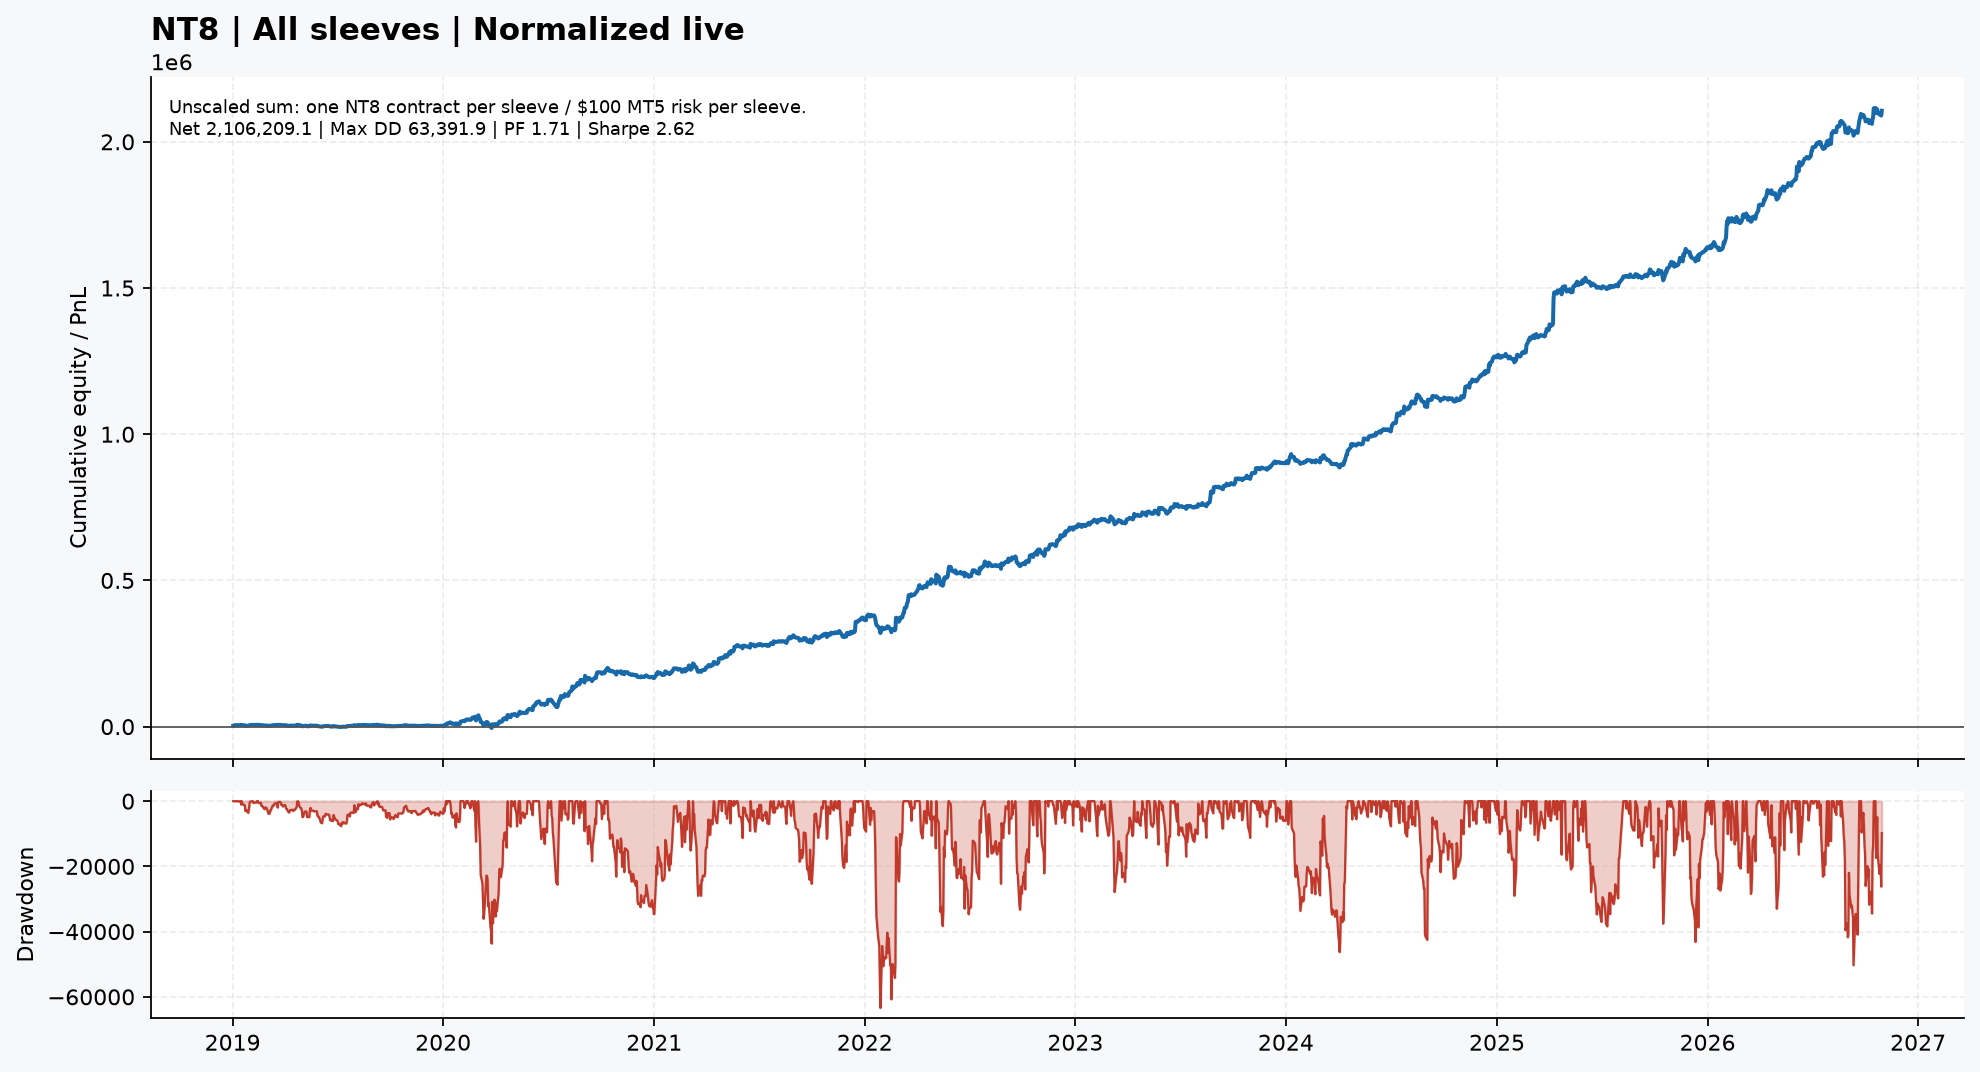 NT8 | All sleeves | Normalized live
1e6
Unscaled sum: one NT8 contract per sleeve / $100 MT5 risk per sleeve.
Net 2,106,209.1 | Max DD 63,391.9 | PF 1.71 | Sharpe 2.62
Cumulative equity / PnL
2.0
1.5
1.0
0.5
0.0
Drawdown
0
−20000
−40000
−60000
2019 2020 2021 2022 2023 2024 2025 2026 2027